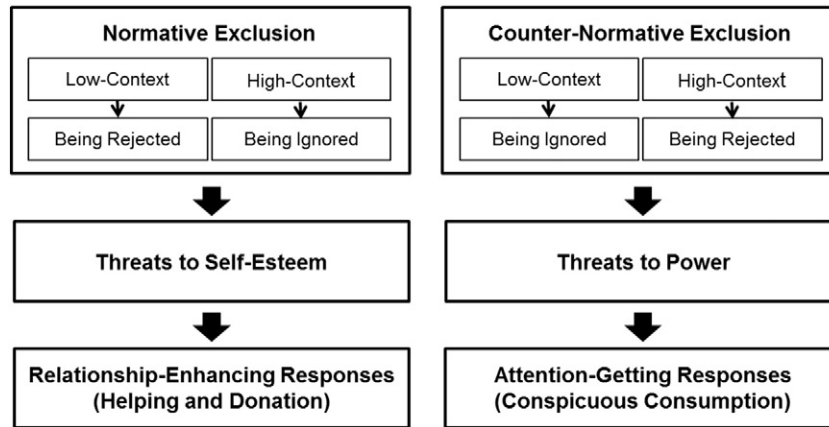 Normative Exclusion
Low-Context
High-Context
Being Rejected
Being Ignored
Threats to Self-Esteem
Relationship-Enhancing Responses
(Helping and Donation)
Counter-Normative Exclusion
Low-Context
High-Context
Being Ignored
Being Rejected
Threats to Power
Attention-Getting Responses
(Conspicuous Consumption)